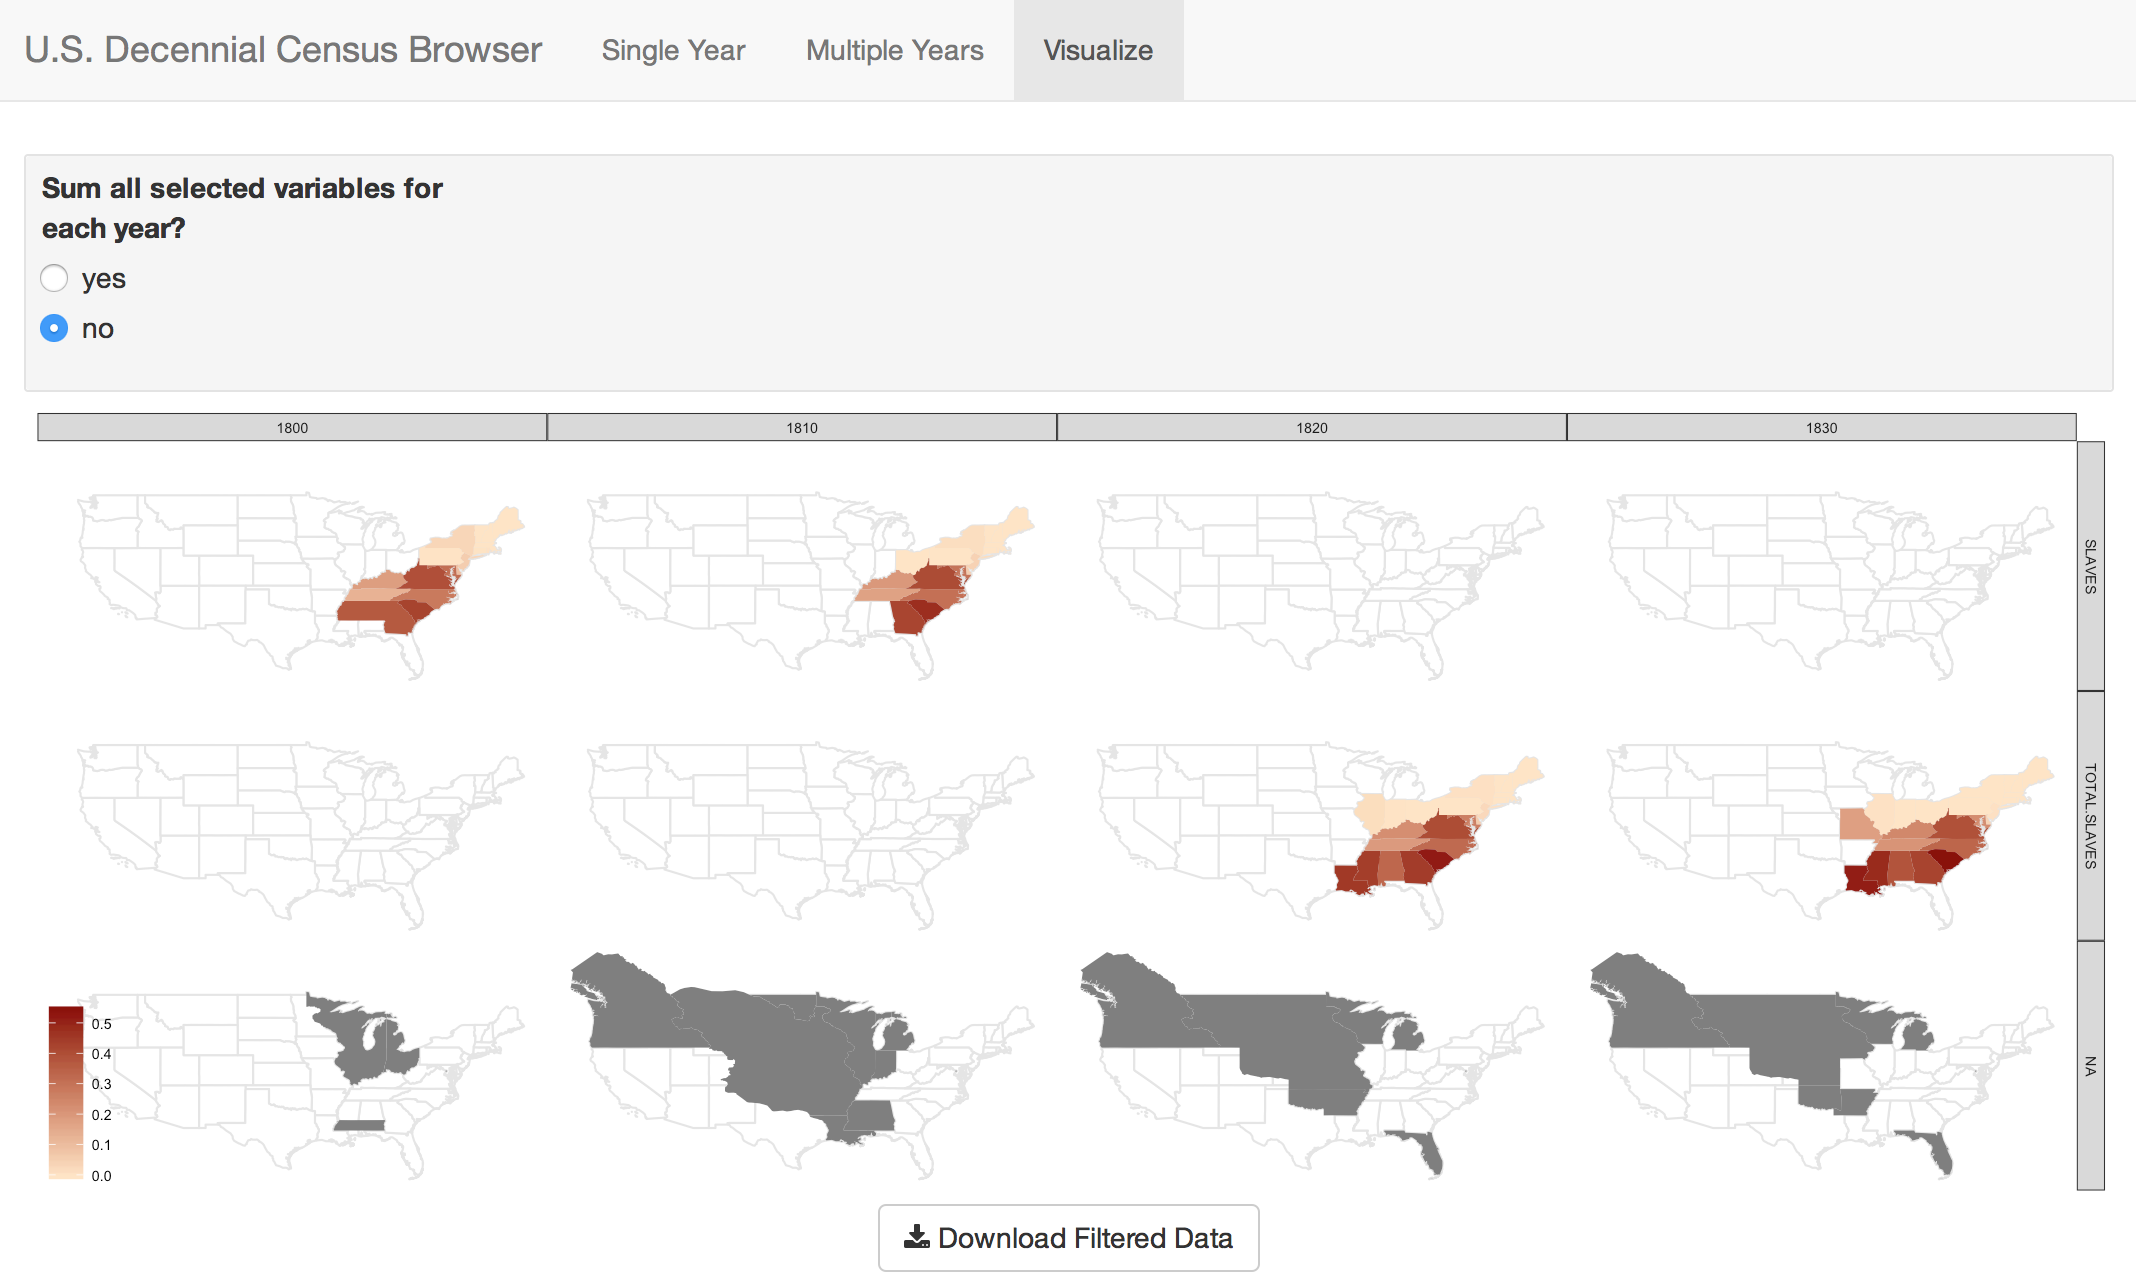 U.S. Decennial Census Browser Single Year Multiple Years Visualize
Sum all selected variables for
each year?
yes
no
1800 1810 1820 1830
SLAVES
TOTAL.SLAVES
NA
0.5
0.4
0.3
0.2
0.1
0.0
Download Filtered Data